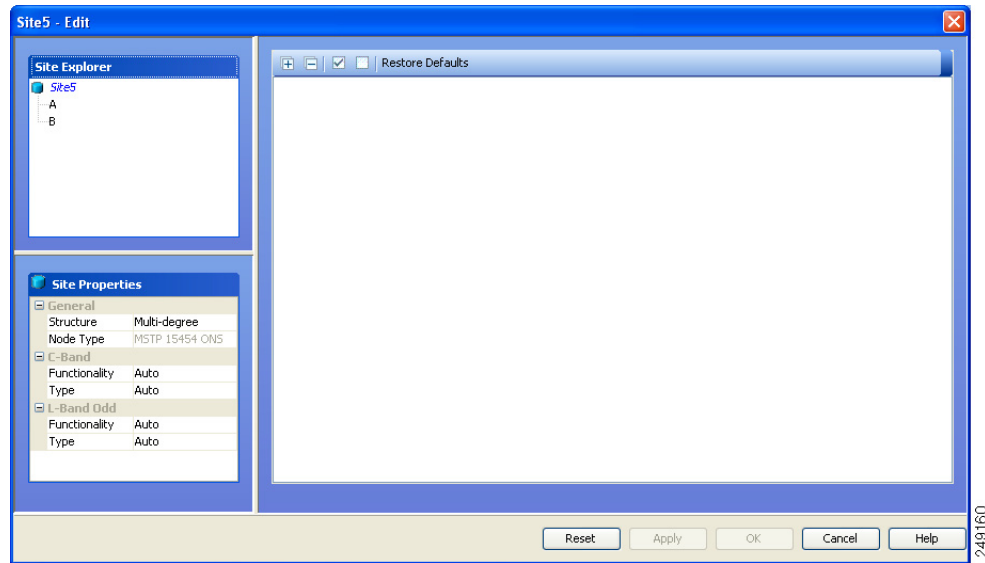 Site5 - Edit
Site Explorer
Site5
A
B
Restore Defaults
Site Properties
General
Structure Multi-degree
Node Type MSTP 15454 ONS
C-Band
Functionality Auto
Type Auto
L-Band Odd
Functionality Auto
Type Auto
Reset Apply OK Cancel Help
249160